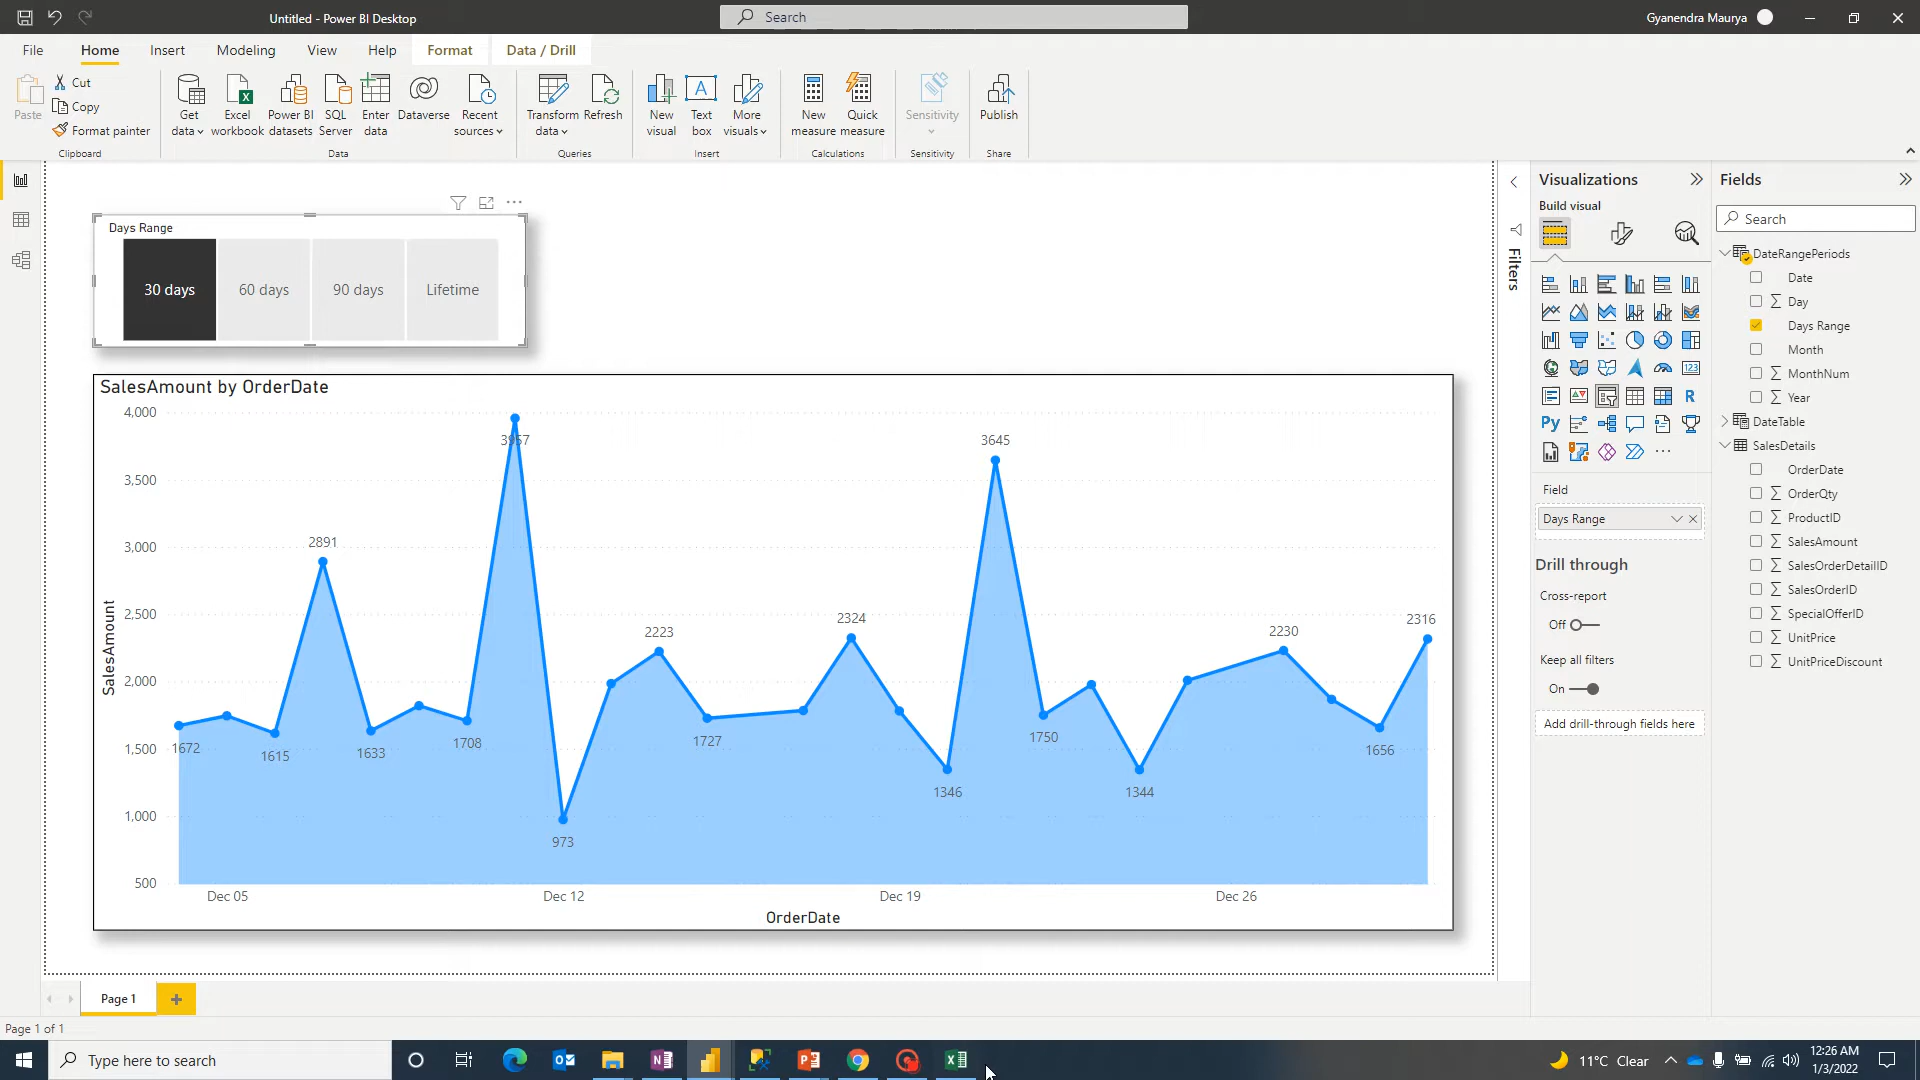 Untitled - Power BI Desktop
Search
Gyanendra Maurya
File
Home
Insert
Modeling
View
Help
Format
Data / Drill
Paste
Cut
Copy
Format painter
Get data
Excel workbook
Power BI datasets
SQL Server
Enter data
Dataverse
Recent sources
Transform data
Refresh
New visual
Text box
More visuals
New measure
Quick measure
Sensitivity
Publish
Clipboard
Data
Queries
Insert
Calculations
Sensitivity
Share
Days Range
30 days
60 days
90 days
Lifetime
SalesAmount by OrderDate
4,000
3,500
3,000
2,500
2,000
1,500
1,000
500
SalesAmount
1672
1615
2891
1633
1708
3957
973
2223
1727
2324
1346
3645
1750
1344
2230
1656
2316
Dec 05
Dec 12
Dec 19
Dec 26
OrderDate
Filters
Visualizations
Build visual
123
R
Py
Field
Days Range
Drill through
Cross-report
Off
Keep all filters
On
Add drill-through fields here
Fields
Search
DateRangePeriods
Date
Day
Days Range
Month
MonthNum
Year
DateTable
SalesDetails
OrderDate
OrderQty
ProductID
SalesAmount
SalesOrderDetailID
SalesOrderID
SpecialOfferID
UnitPrice
UnitPriceDiscount
Page 1
Page 1 of 1
Type here to search
11°C Clear
12:26 AM
1/3/2022